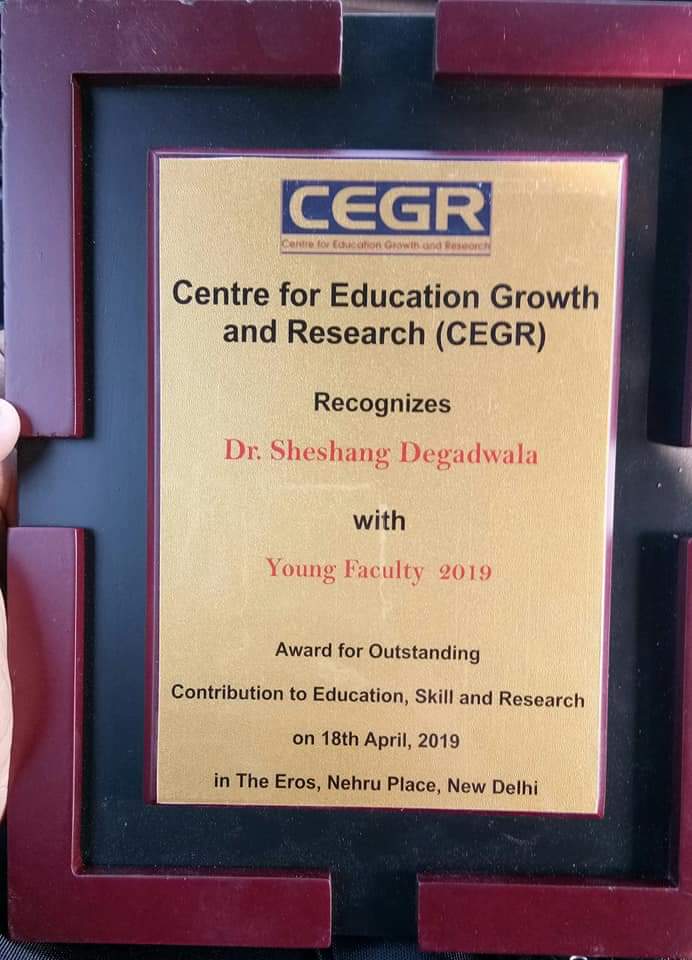 CEGR
Centre for Education Growth and Research
Centre for Education Growth
and Research (CEGR)
Recognizes
Dr. Sheshang Degadwala
with
Young Faculty 2019
Award for Outstanding
Contribution to Education, Skill and Research
on 18th April, 2019
in The Eros, Nehru Place, New Delhi